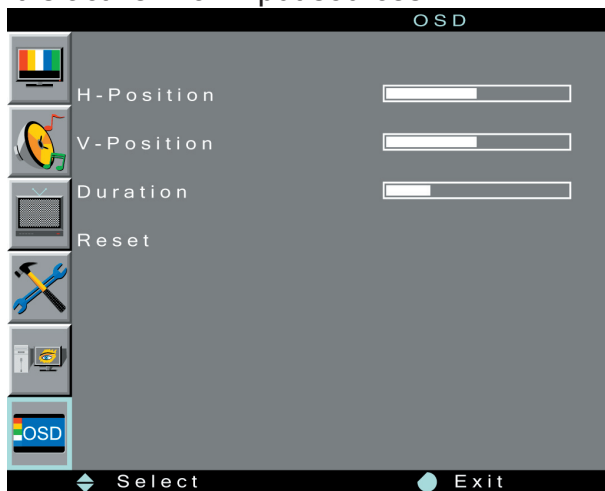 OSD
H-Position
V-Position
Duration
Reset
OSD
Select Exit